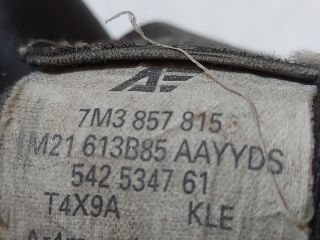 7M3 857 815
M21 613B85 AAYYDS
542 5347 61
T4X9A KLE